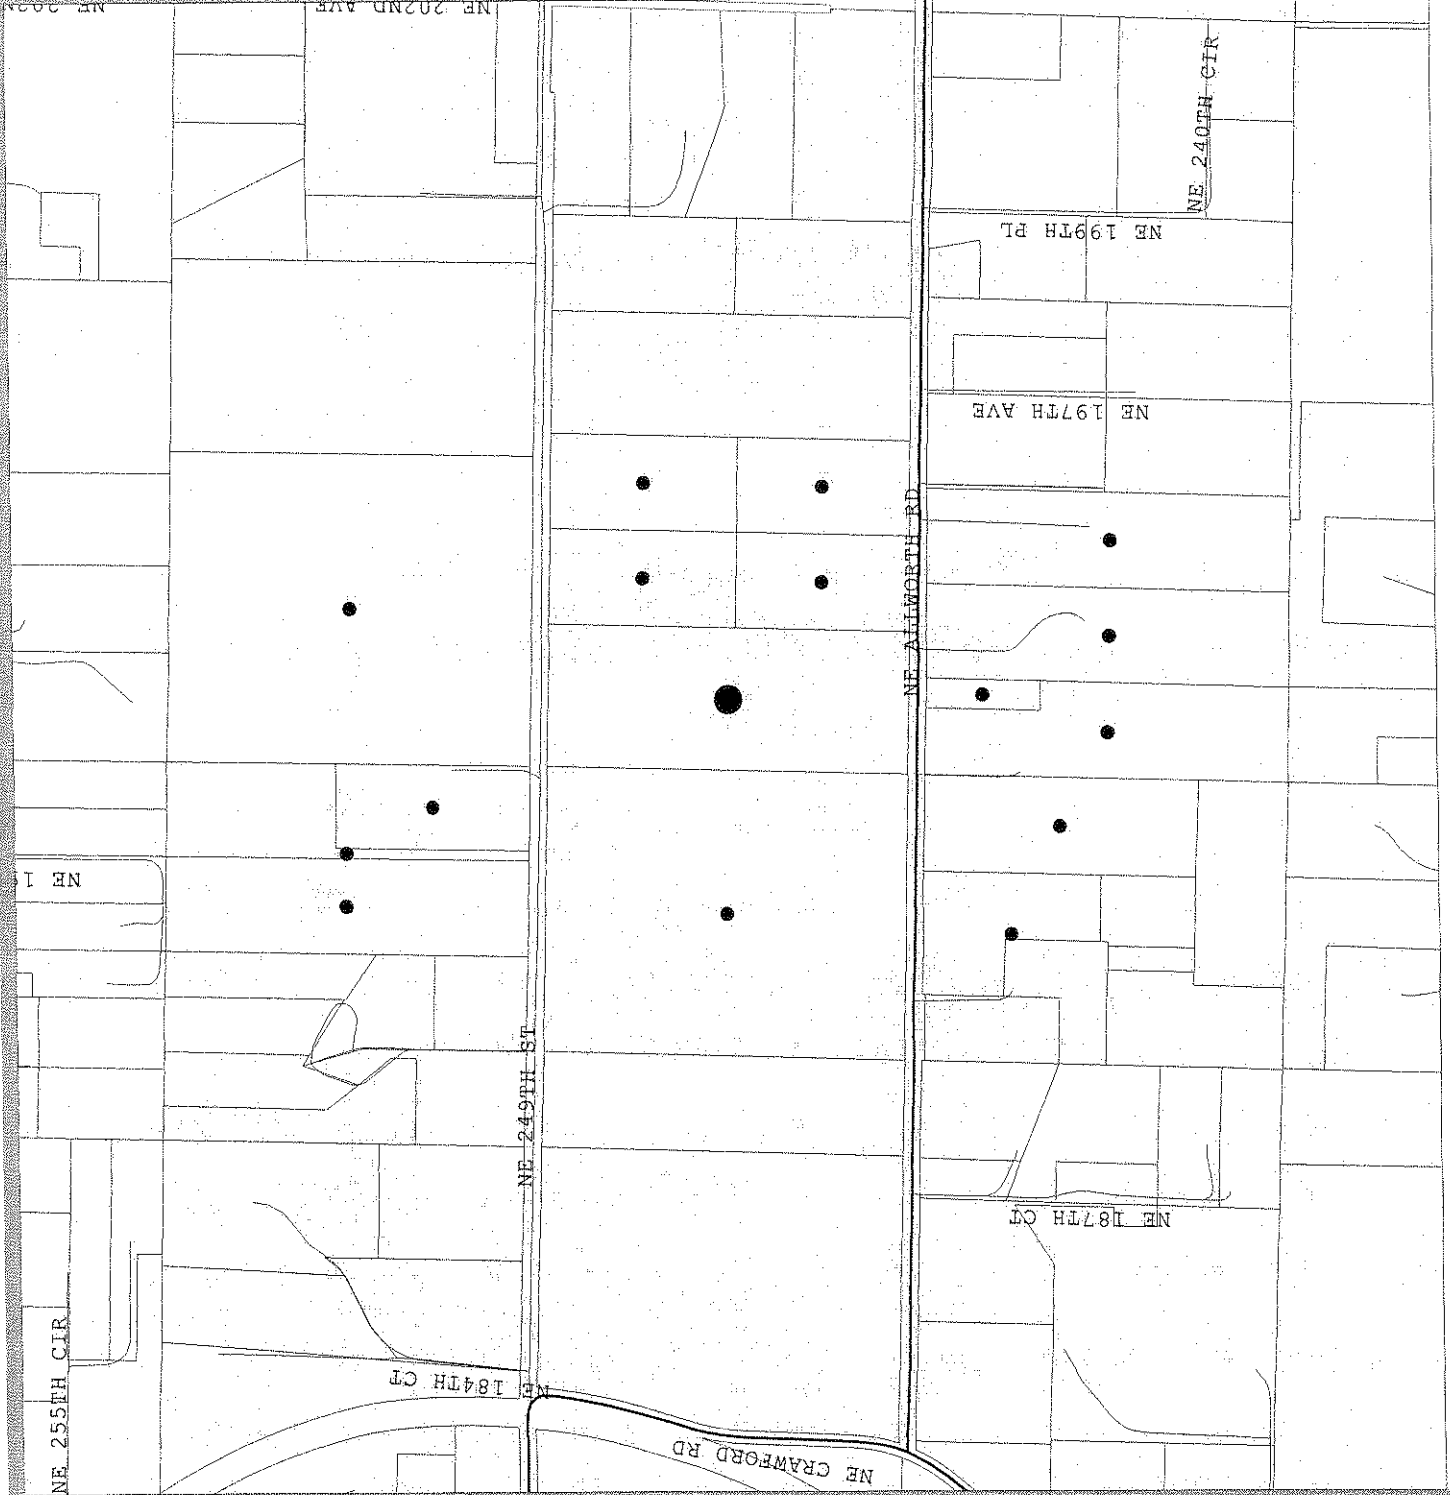 NE 202ND AVE
NE 240TH CIR
NE 199TH PL
NE 197TH AVE
NE ALLWORTH RD
NE 249TH ST
NE 187TH CT
NE 184TH CT
NE 255TH CIR
NE CRAWFORD RD